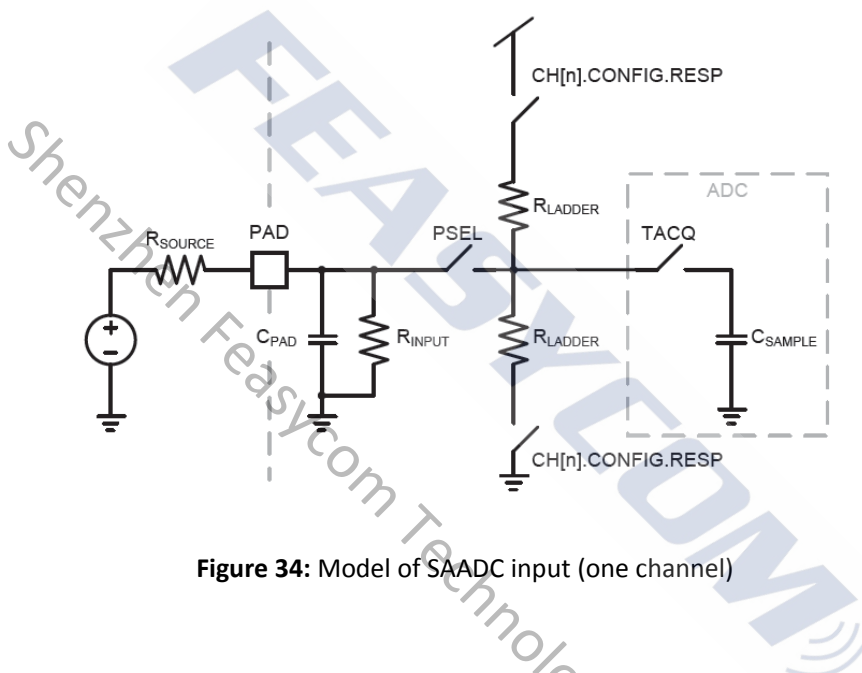 CH[n].CONFIG.RESP
ADC
RLADDER
RSOURCE
PAD
PSEL
TACQ
CPAD
RINPUT
RLADDER
CSAMPLE
CH[n].CONFIG.RESP
Figure 34: Model of SAADC input (one channel)
FEASYCOM
Shenzhen Feasycom Technolo